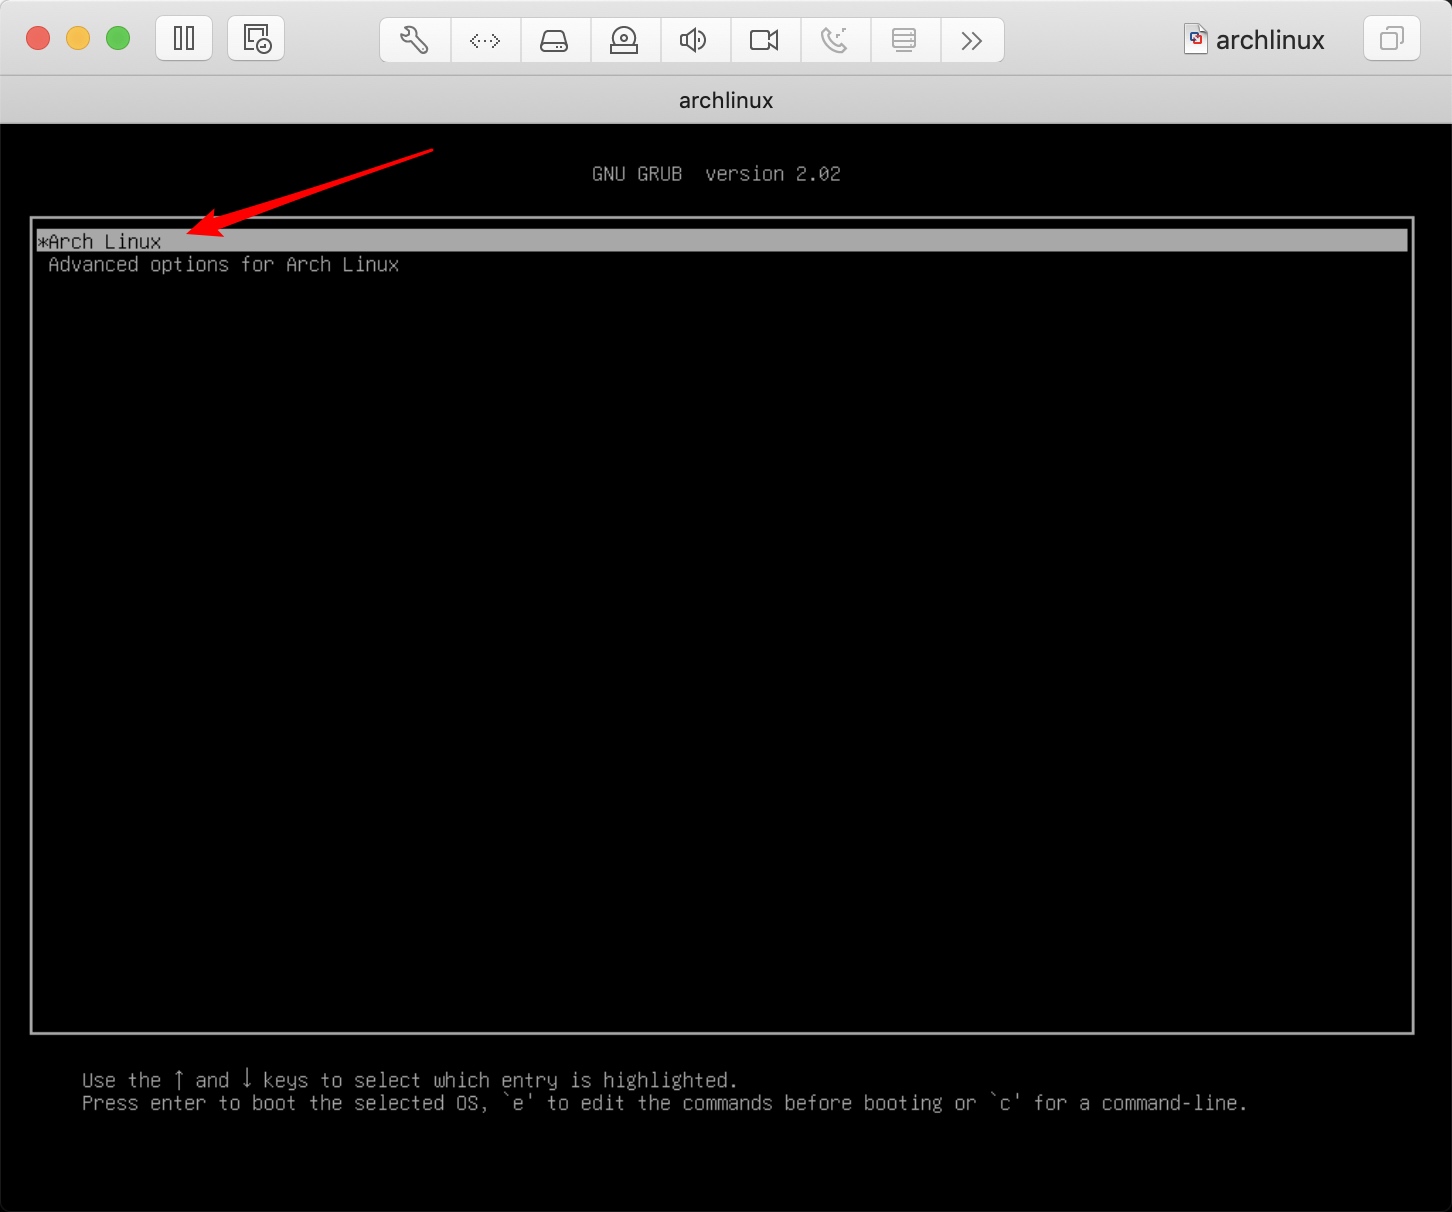 archlinux
archlinux
GNU GRUB  version 2.02
*Arch Linux
Advanced options for Arch Linux
Use the ↑ and ↓ keys to select which entry is highlighted.
Press enter to boot the selected OS, `e' to edit the commands before booting or `c' for a command-line.